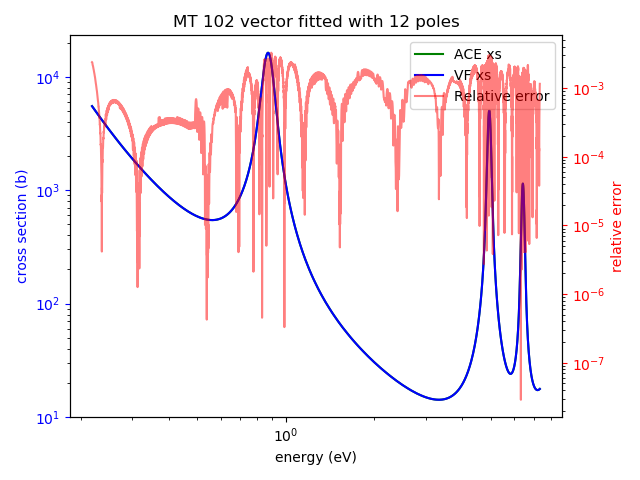 MT 102 vector fitted with 12 poles
ACE xs
VF xs
Relative error
cross section (b)
10⁴
10³
10²
10¹
10⁻³
10⁻⁴
10⁻⁵
10⁻⁶
10⁻⁷
relative error
10⁰
energy (eV)